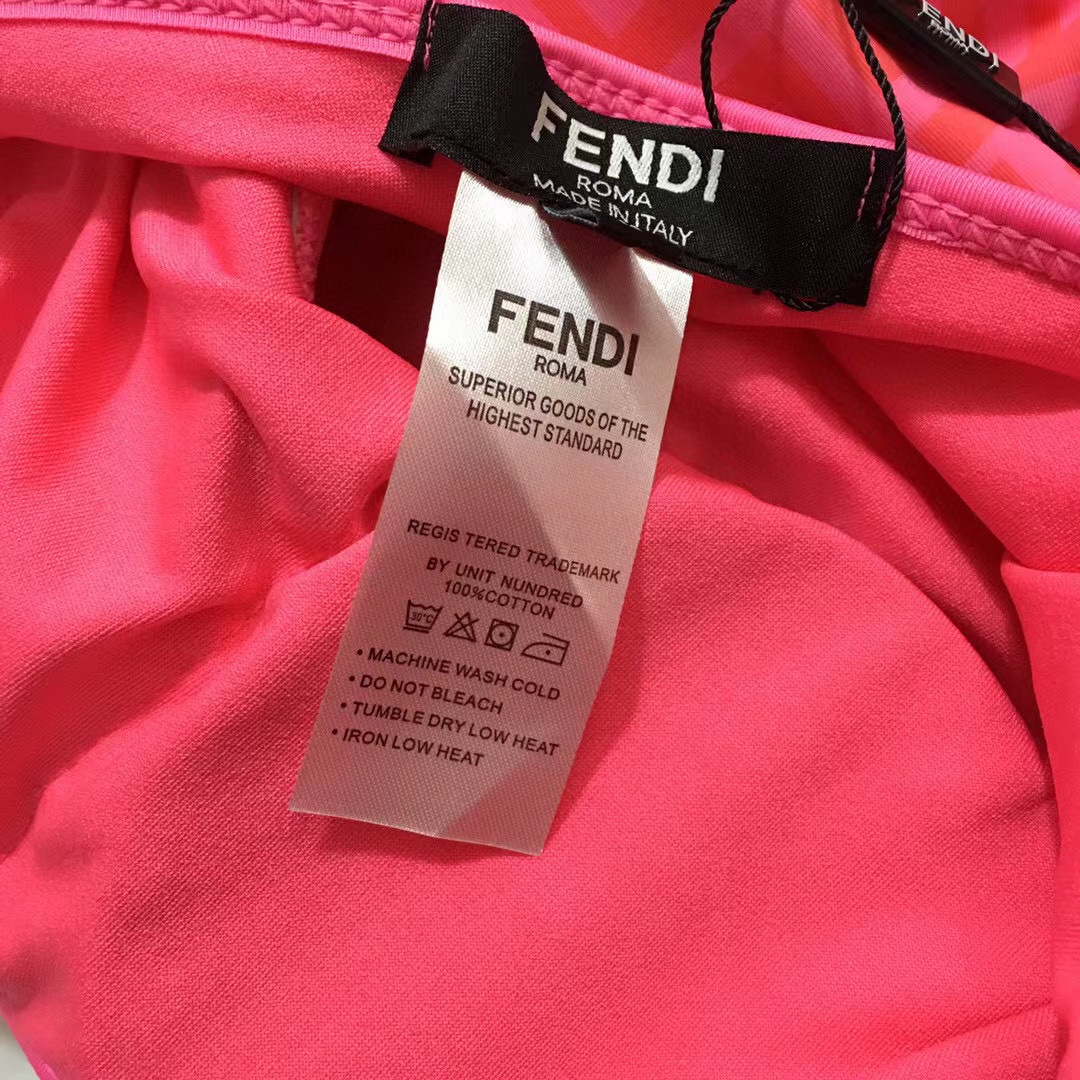 FENDI
FENDI
ROMA
MADE IN ITALY
FENDI
ROMA
SUPERIOR GOODS OF THE
HIGHEST STANDARD
REGIS TERED TRADEMARK
BY UNIT NUNDRED
100%COTTON
30°C
• MACHINE WASH COLD
• DO NOT BLEACH
• TUMBLE DRY LOW HEAT
• IRON LOW HEAT